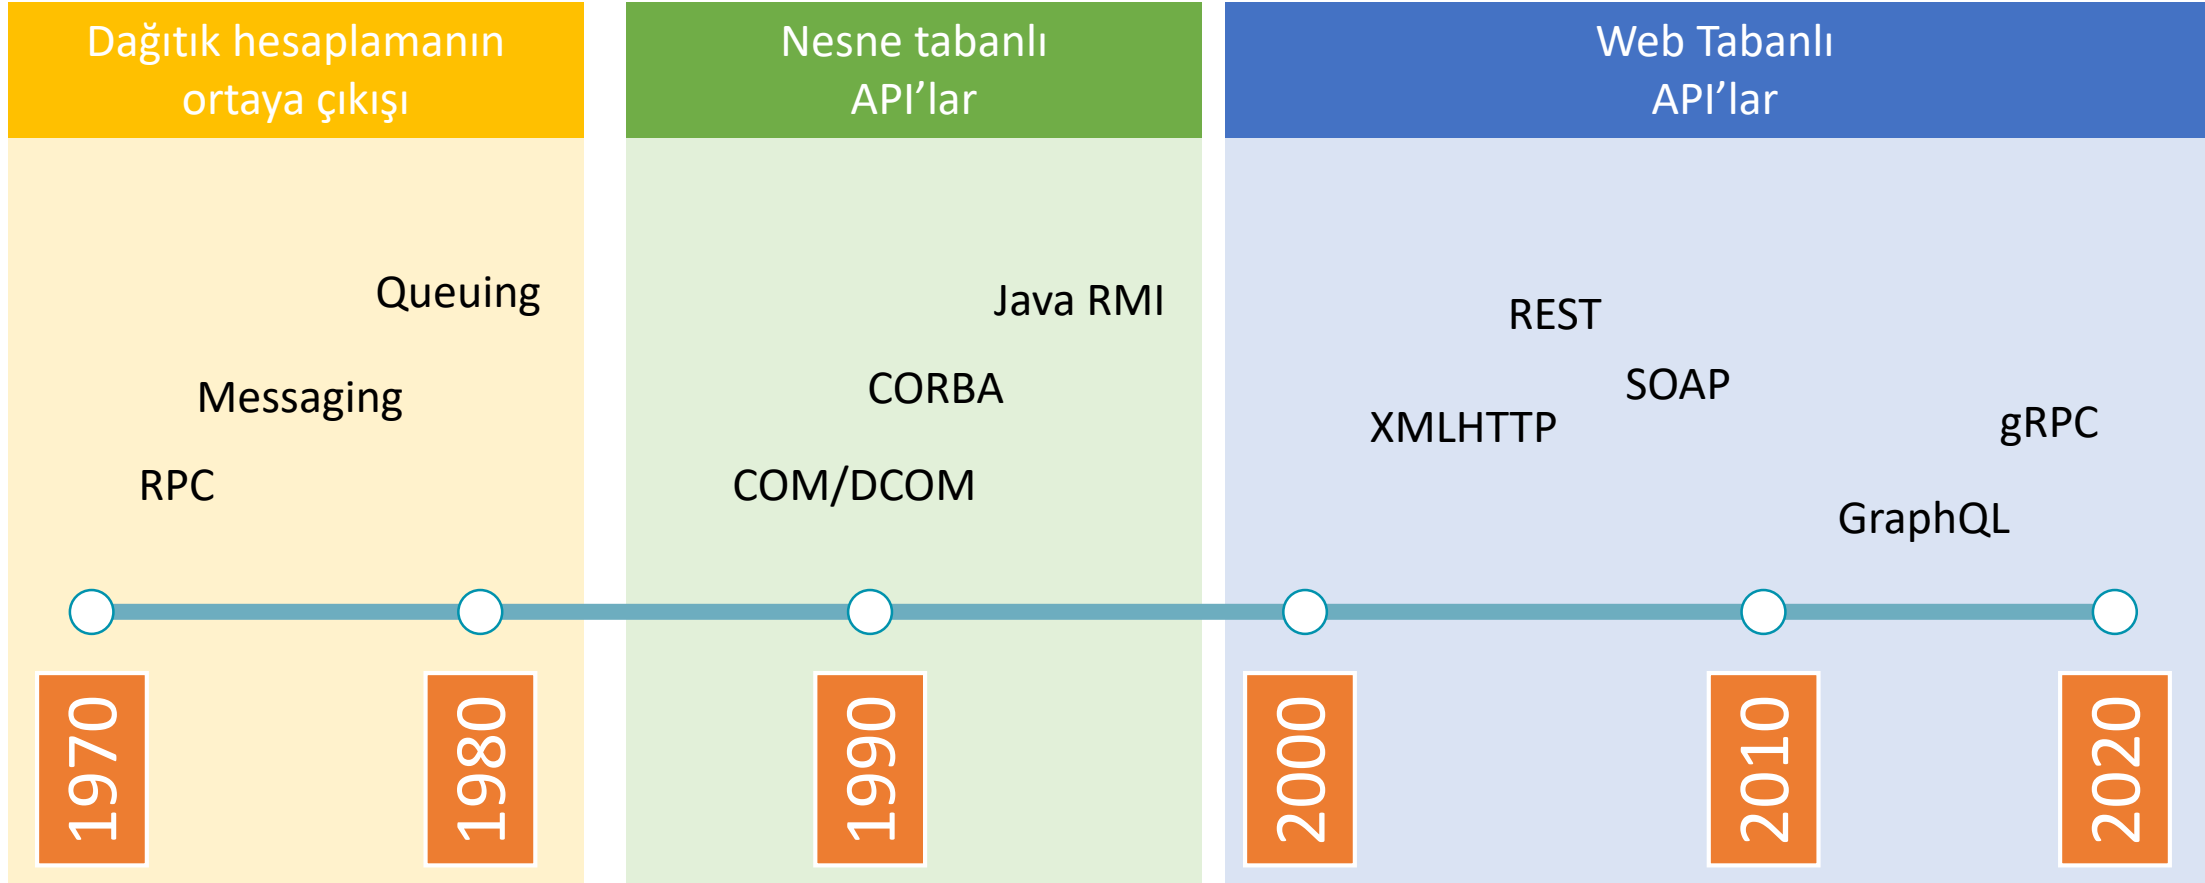 Dağıtık hesaplamanın
ortaya çıkışı
Nesne tabanlı
API’lar
Web Tabanlı
API’lar
Queuing
Messaging
RPC
Java RMI
CORBA
COM/DCOM
REST
SOAP
XMLHTTP
gRPC
GraphQL
1970
1980
1990
2000
2010
2020